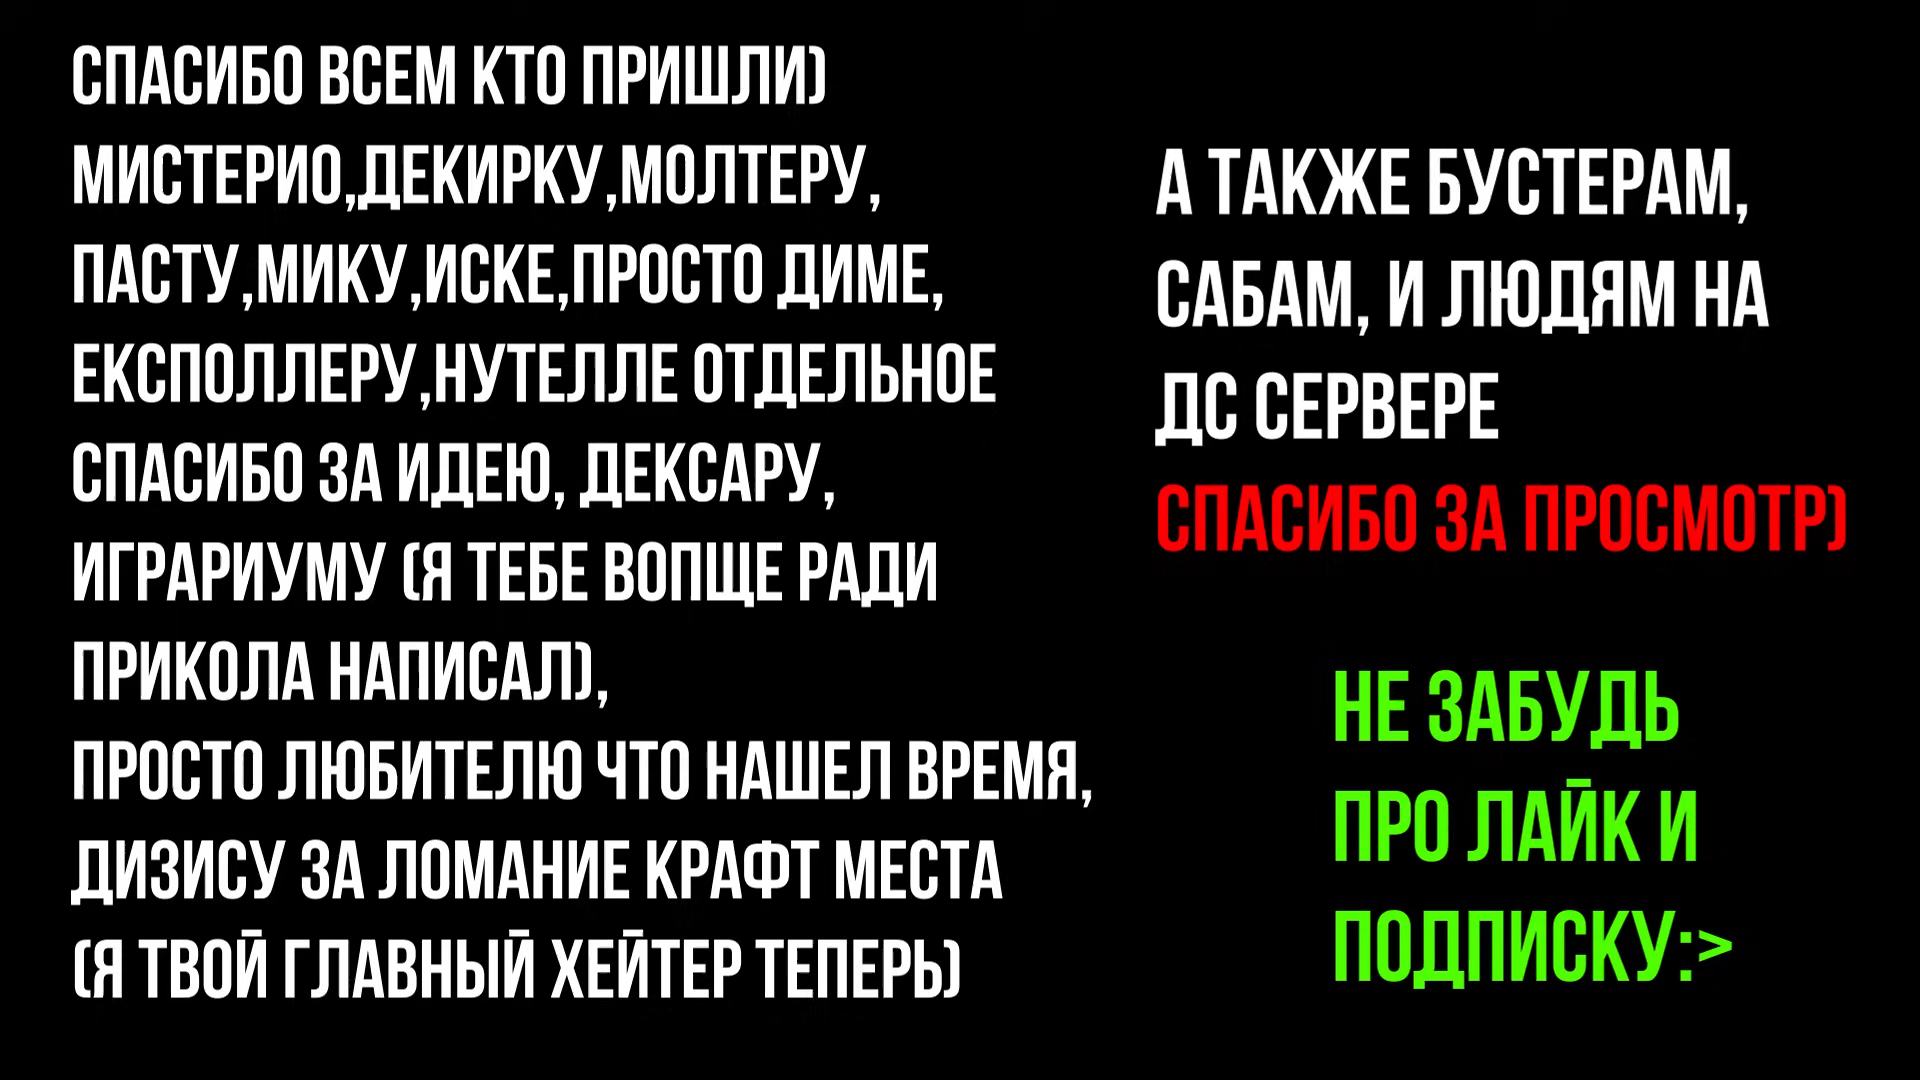 СПАСИБО ВСЕМ КТО ПРИШЛИ)
МИСТЕРИО,ДЕКИРКУ,МОЛТЕРУ,
ПАСТУ,МИКУ,ИСКЕ,ПРОСТО ДИМЕ,
ЕКСПОЛЛЕРУ,НУТЕЛЛЕ ОТДЕЛЬНОЕ
СПАСИБО ЗА ИДЕЮ, ДЕКСАРУ,
ИГРАРИУМУ (Я ТЕБЕ ВОПЩЕ РАДИ
ПРИКОЛА НАПИСАЛ),
ПРОСТО ЛЮБИТЕЛЮ ЧТО НАШЕЛ ВРЕМЯ,
ДИЗИСУ ЗА ЛОМАНИЕ КРАФТ МЕСТА
(Я ТВОЙ ГЛАВНЫЙ ХЕЙТЕР ТЕПЕРЬ)
А ТАКЖЕ БУСТЕРАМ,
САБАМ, И ЛЮДЯМ НА
ДС СЕРВЕРЕ
СПАСИБО ЗА ПРОСМОТР)
НЕ ЗАБУДЬ
ПРО ЛАЙК И
ПОДПИСКУ:>